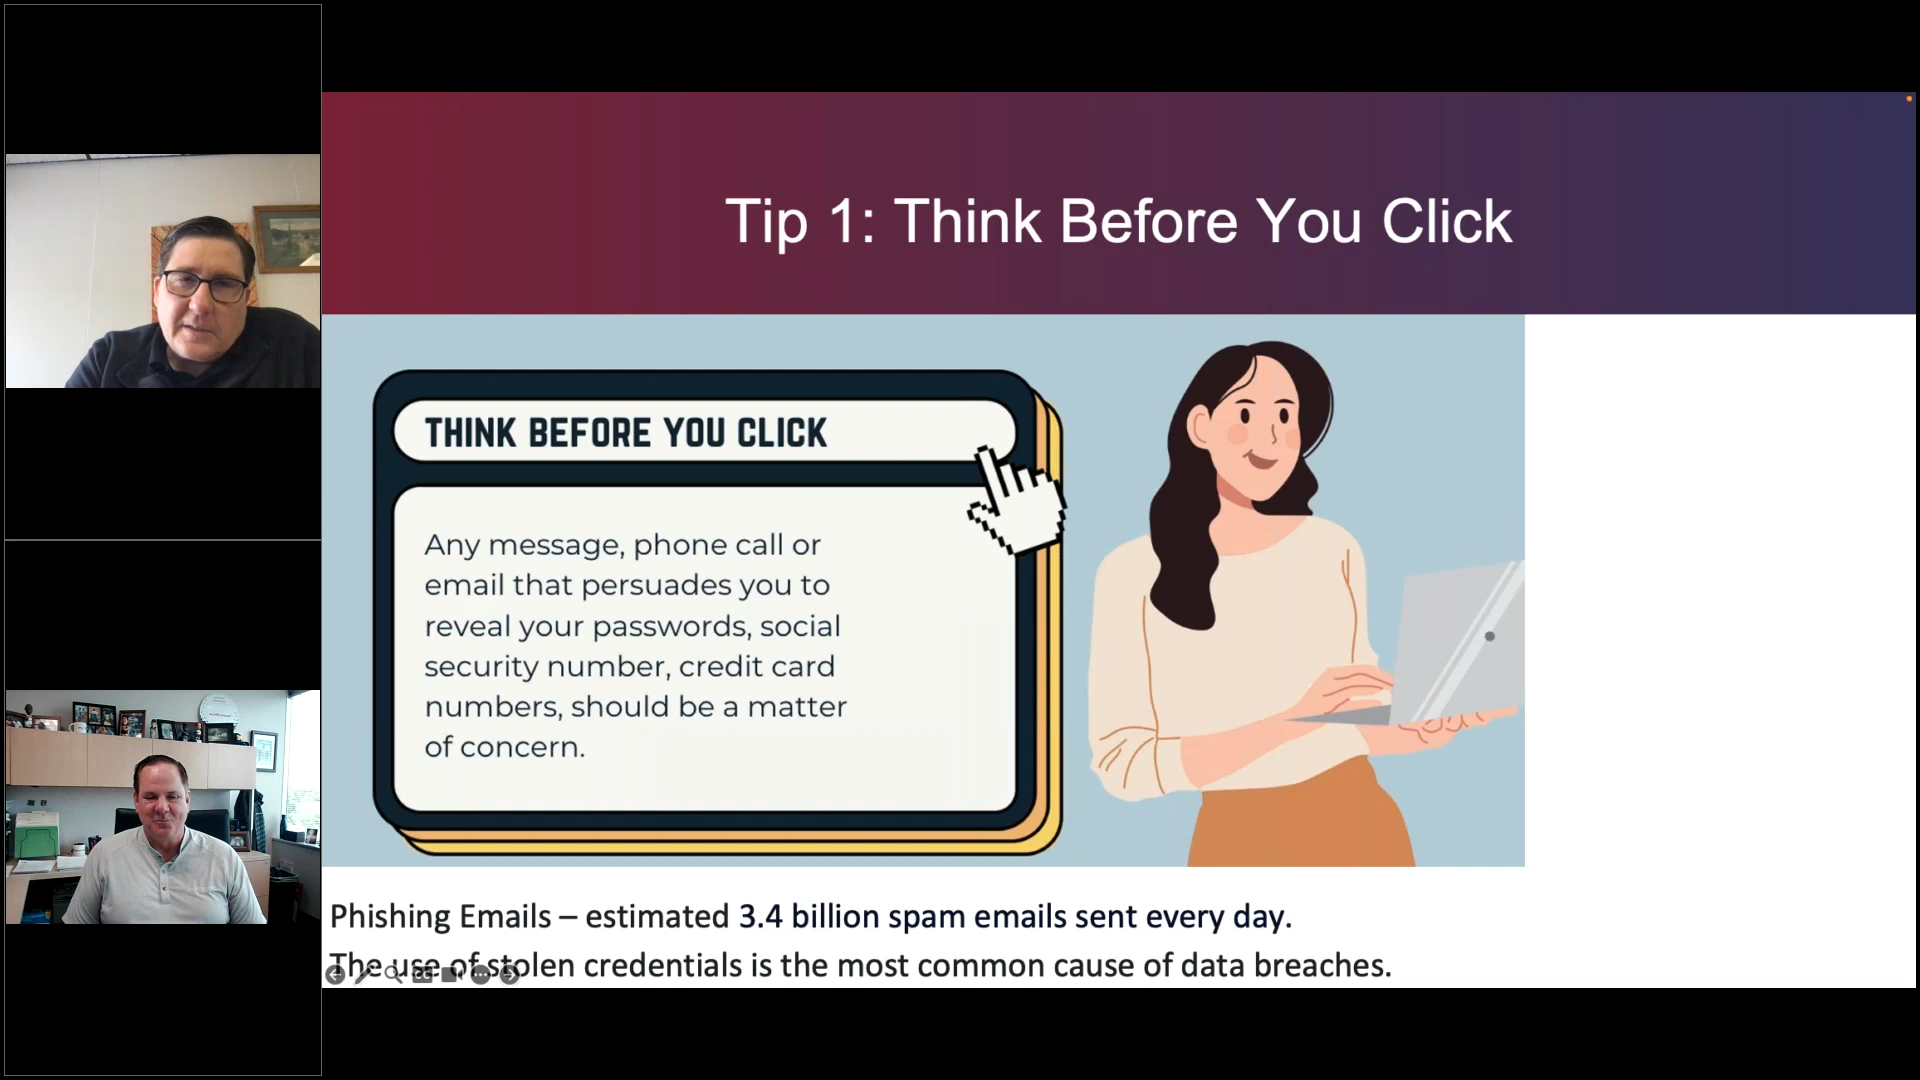 Tip 1: Think Before You Click
THINK BEFORE YOU CLICK
Any message, phone call or
email that persuades you to
reveal your passwords, social
security number, credit card
numbers, should be a matter
of concern.
Phishing Emails – estimated 3.4 billion spam emails sent every day.
The use of stolen credentials is the most common cause of data breaches.